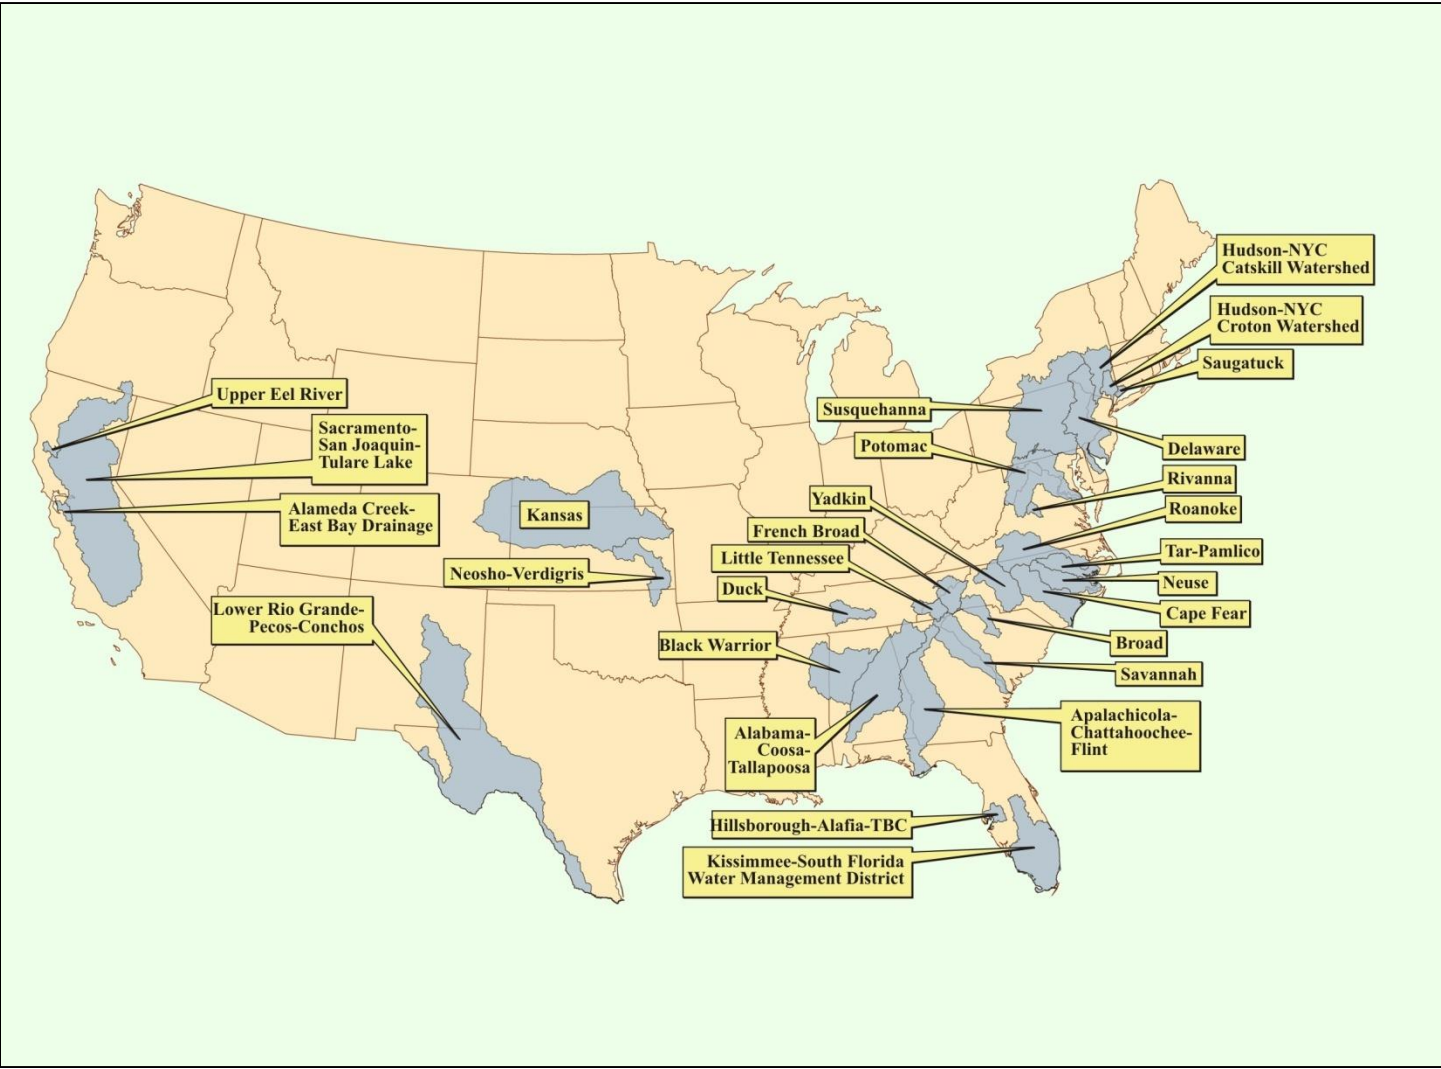 Hudson-NYC
Catskill Watershed
Hudson-NYC
Croton Watershed
Saugatuck
Upper Eel River
Susquehanna
Sacramento-
San Joaquin-
Tulare Lake
Potomac
Delaware
Rivanna
Yadkin
Roanoke
Alameda Creek-
East Bay Drainage
Kansas
French Broad
Tar-Pamlico
Little Tennessee
Neosho-Verdigris
Neuse
Duck
Lower Rio Grande-
Pecos-Conchos
Cape Fear
Broad
Black Warrior
Savannah
Apalachicola-
Chattahoochee-
Flint
Alabama-
Coosa-
Tallapoosa
Hillsborough-Alafia-TBC
Kissimmee-South Florida
Water Management District